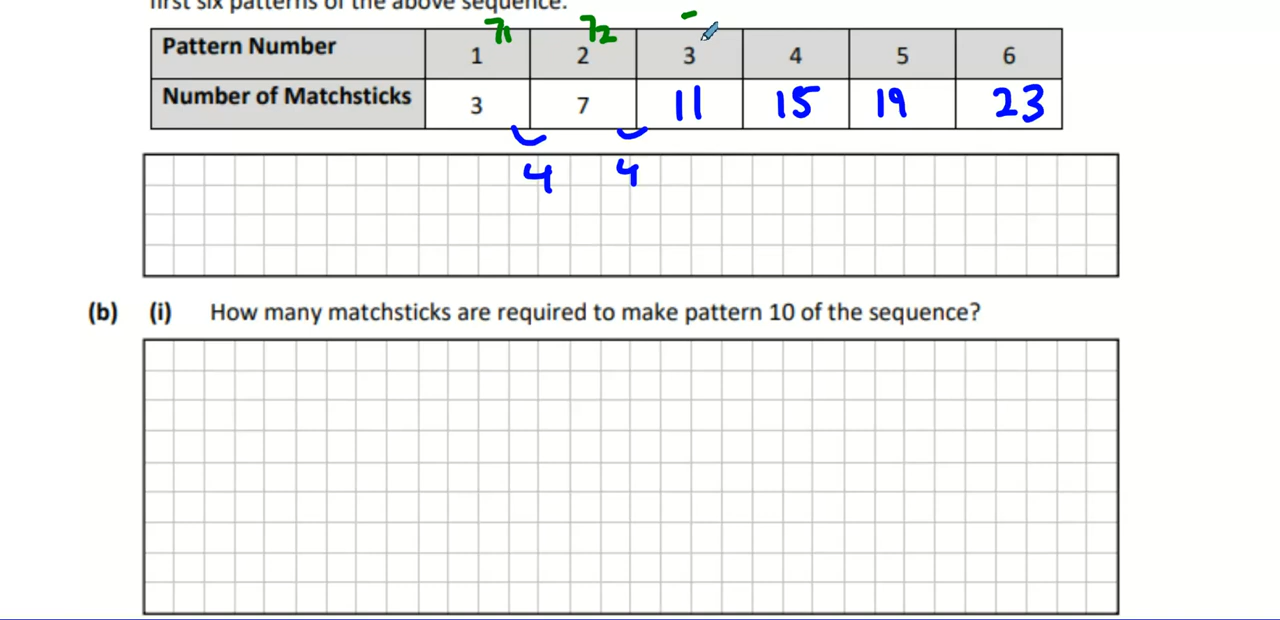 first six patterns of the above sequence.
T1 T2
Pattern Number 1 2 3 4 5 6
Number of Matchsticks 3 7 11 15 19 23
4 4
(b) (i) How many matchsticks are required to make pattern 10 of the sequence?